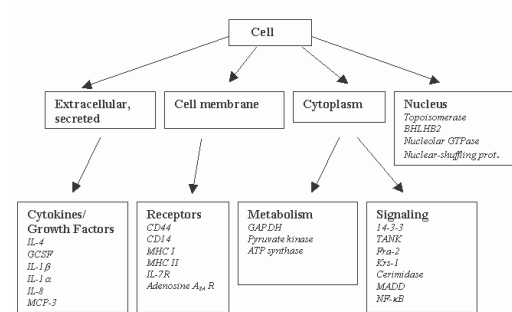 Cell
Extracellular,
secreted
Cell membrane
Cytoplasm
Nucleus
Topoisomerase
BHLHB2
Nucleolar GTPase
Nuclear-shuffling prot.
Cytokines/
Growth Factors
IL-4
GCSF
IL-1β
IL-1α
IL-8
MCP-3
Receptors
CD44
CD14
MHC I
MHC II
IL-7R
Adenosine A R
Metabolism
GAPDH
Pyruvate kinase
ATP synthase
Signaling
14-3-3
TANK
Fra-2
Krs-1
Cerimidase
MADD
NF-κB